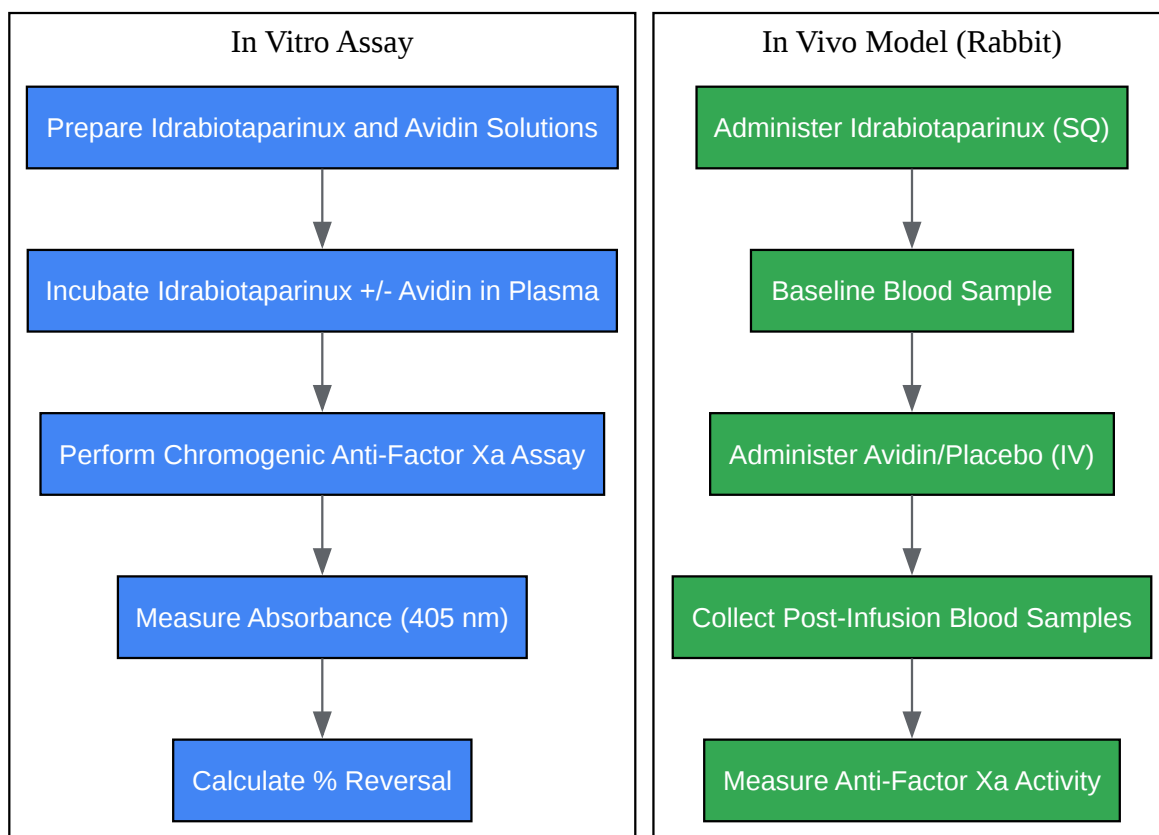 In Vitro Assay
Prepare Idrabiotaparinux and Avidin Solutions
Incubate Idrabiotaparinux +/- Avidin in Plasma
Perform Chromogenic Anti-Factor Xa Assay
Measure Absorbance (405 nm)
Calculate % Reversal
In Vivo Model (Rabbit)
Administer Idrabiotaparinux (SQ)
Baseline Blood Sample
Administer Avidin/Placebo (IV)
Collect Post-Infusion Blood Samples
Measure Anti-Factor Xa Activity